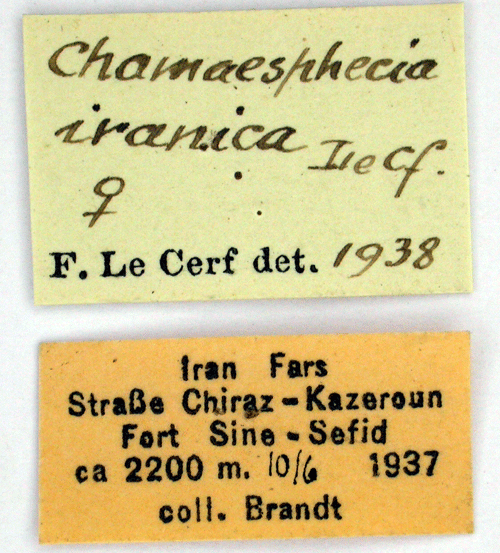 Chamaesphecia
iranica Le Cf.
♀
F. Le Cerf det. 1938
Iran Fars
Straße Chiraz-Kazeroun
Fort Sine-Sefid
ca 2200 m. 10/6 1937
coll. Brandt